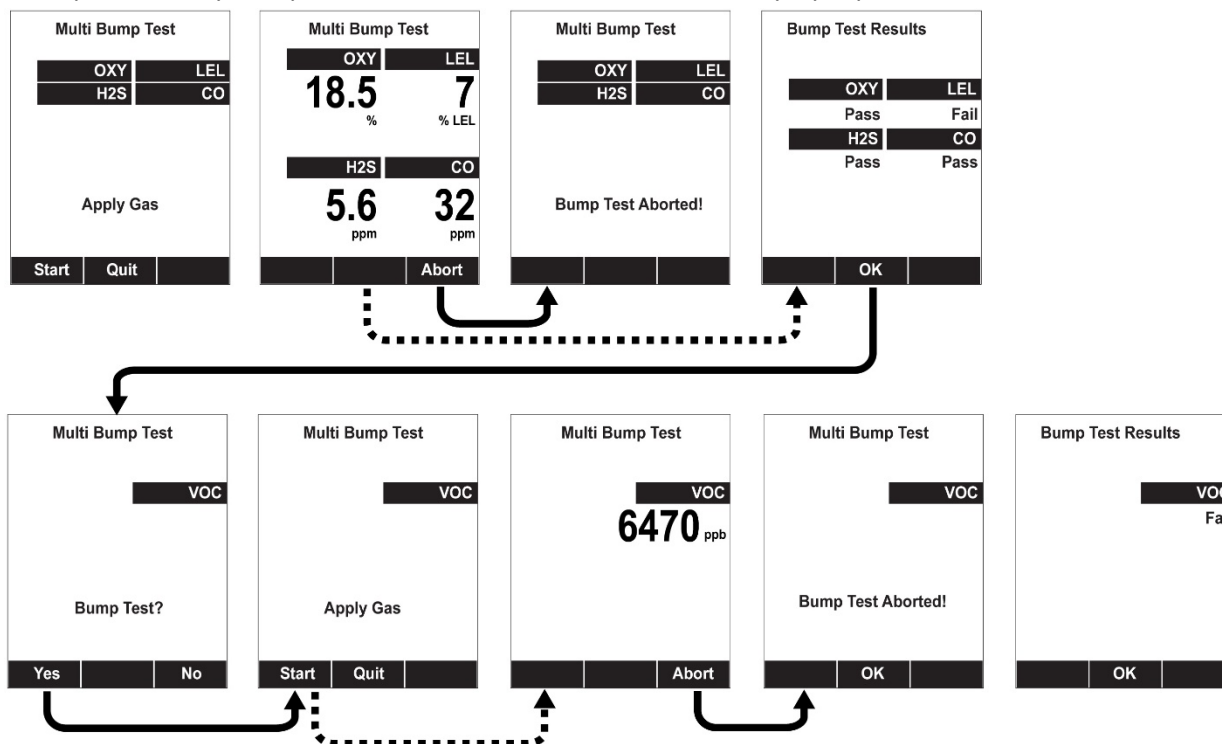 Multi Bump Test
OXY LEL
H2S CO
Apply Gas
Start Quit
Multi Bump Test
OXY LEL
18.5 7
% % LEL
H2S CO
5.6 32
ppm ppm
Abort
Multi Bump Test
OXY LEL
H2S CO
Bump Test Aborted!
Bump Test Results
OXY LEL
Pass Fail
H2S CO
Pass Pass
OK
Multi Bump Test
VOC
Bump Test?
Yes No
Multi Bump Test
VOC
Apply Gas
Start Quit
Multi Bump Test
VOC
6470 ppb
Abort
Multi Bump Test
VOC
Bump Test Aborted!
OK
Bump Test Results
OK